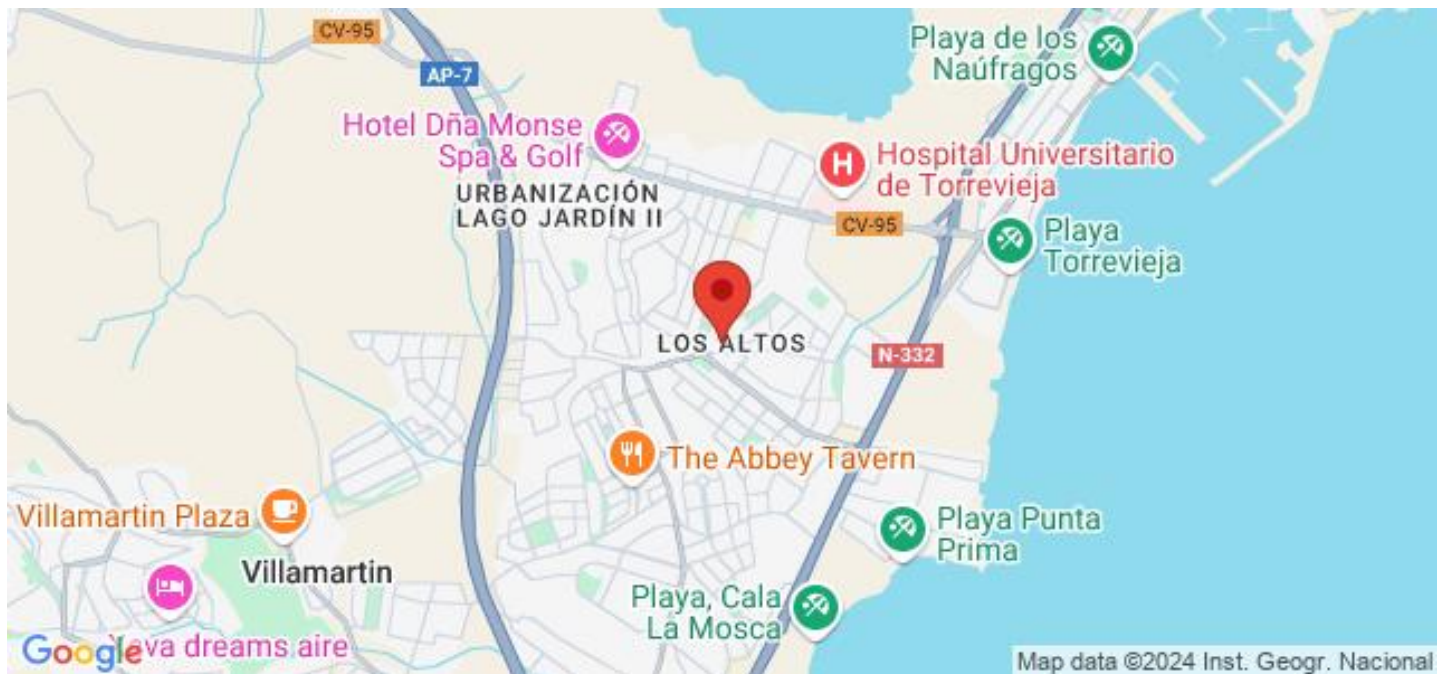 CV-95
AP-7
Playa de los
Naúfragos
Hotel Dña Monse
Spa & Golf
H
Hospital Universitario
de Torrevieja
URBANIZACIÓN
LAGO JARDÍN II
CV-95
Playa
Torrevieja
LOS ALTOS
N-332
The Abbey Tavern
Villamartin Plaza
Playa Punta
Prima
Villamartin
Playa, Cala
La Mosca
Google
dreams aire
Map data ©2024 Inst. Geogr. Nacional